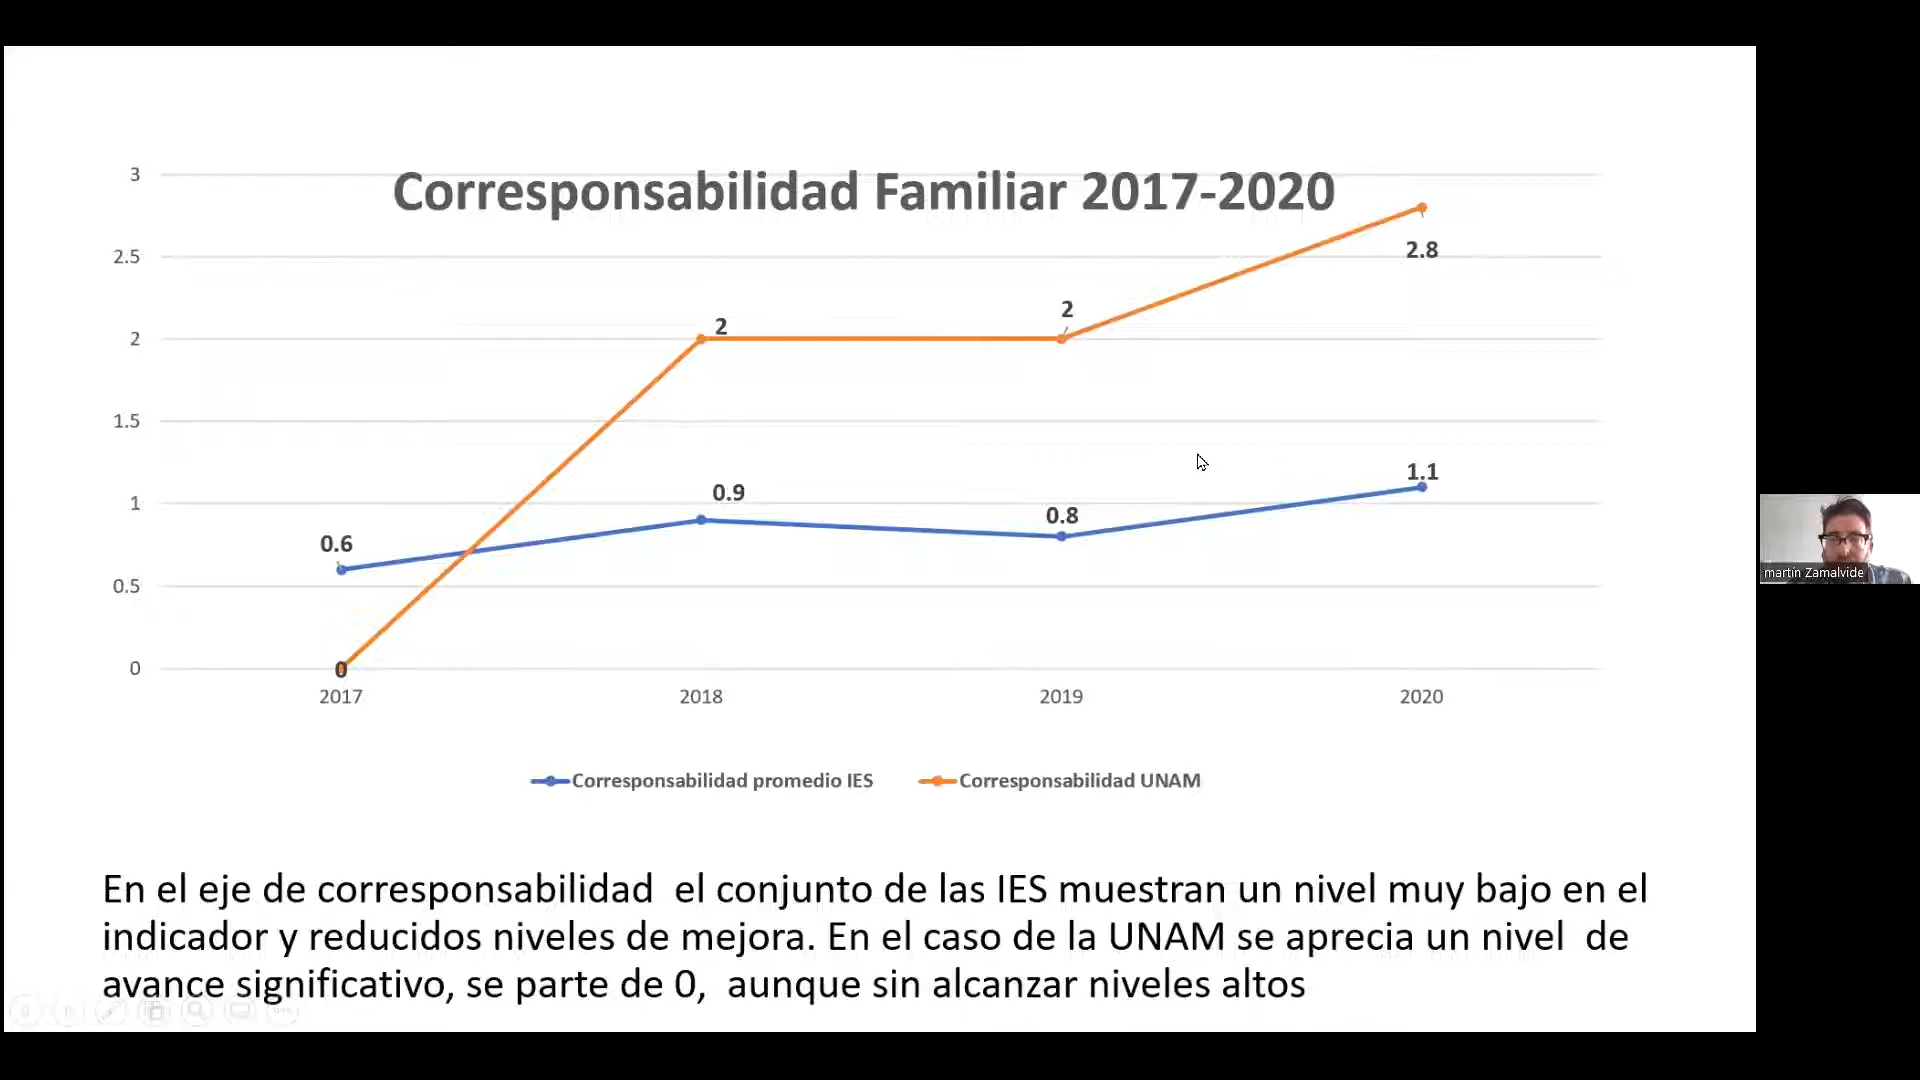 Corresponsabilidad Familiar 2017-2020
3
2.5
2
1.5
1
0.5
0
0.6
0.9
0.8
1.1
0
2
2
2.8
2017
2018
2019
2020
Corresponsabilidad promedio IES
Corresponsabilidad UNAM
En el eje de corresponsabilidad el conjunto de las IES muestran un nivel muy bajo en el
indicador y reducidos niveles de mejora. En el caso de la UNAM se aprecia un nivel de
avance significativo, se parte de 0, aunque sin alcanzar niveles altos
martín Zamalvide